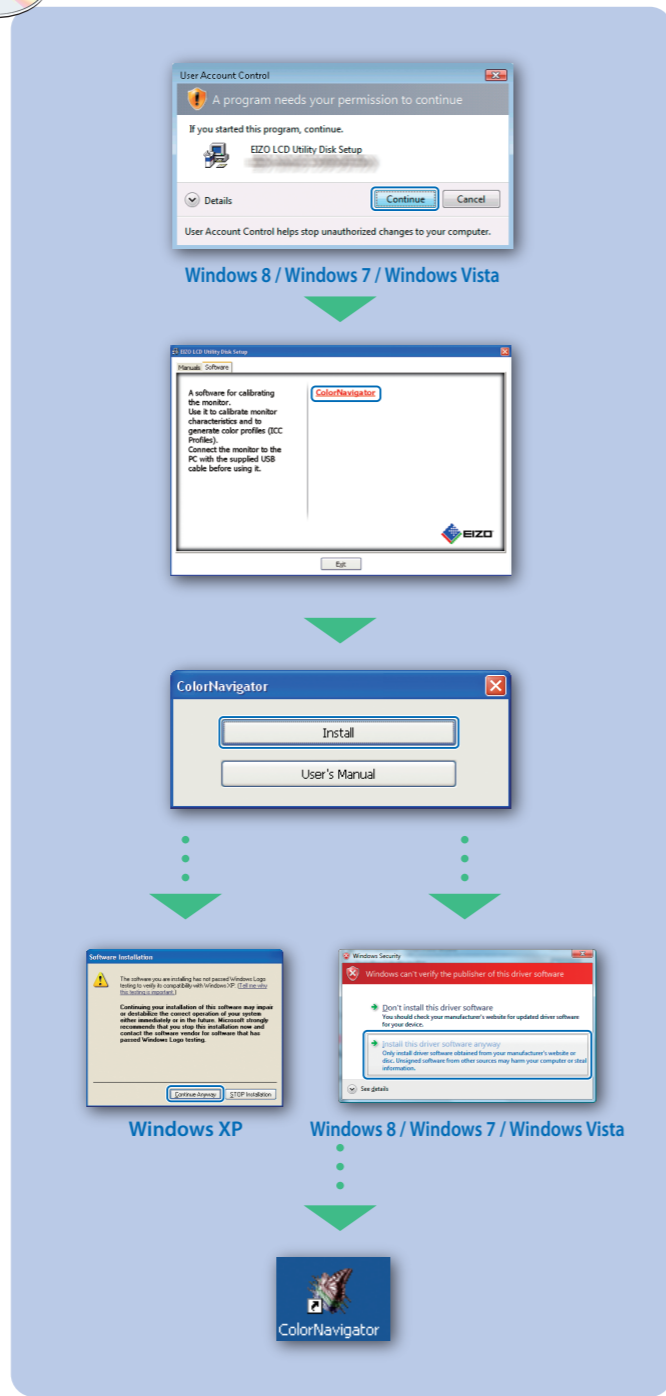 User Account Control
A program needs your permission to continue
If you started this program, continue.
EIZO LCD Utility Disk Setup
Details
Continue
Cancel
User Account Control helps stop unauthorized changes to your computer.
Windows 8 / Windows 7 / Windows Vista
EIZO LCD Utility Disk Setup
Manuals
Software
A software for calibrating
the monitor.
Use it to calibrate monitor
characteristics and to
generate color profiles (ICC
Profiles).
Connect the monitor to the
PC with the supplied USB
cable before using it.
ColorNavigator
EIZO
Exit
ColorNavigator
Install
User's Manual
Software Installation
The software you are installing has not passed Windows Logo
testing to verify its compatibility with Windows XP. (Tell me why
this testing is important.)
Continuing your installation of this software may impair
or destabilize the correct operation of your system
either immediately or in the future. Microsoft strongly
recommends that you stop this installation now and
contact the software vendor for software that has
passed Windows Logo testing.
Continue Anyway
STOP Installation
Windows XP
Windows Security
Windows can't verify the publisher of this driver software
Don't install this driver software
You should check your manufacturer's website for updated driver software
for your device.
Install this driver software anyway
Only install driver software obtained from your manufacturer's website or
disc. Unsigned software from other sources may harm your computer or steal
information.
See details
Windows 8 / Windows 7 / Windows Vista
ColorNavigator